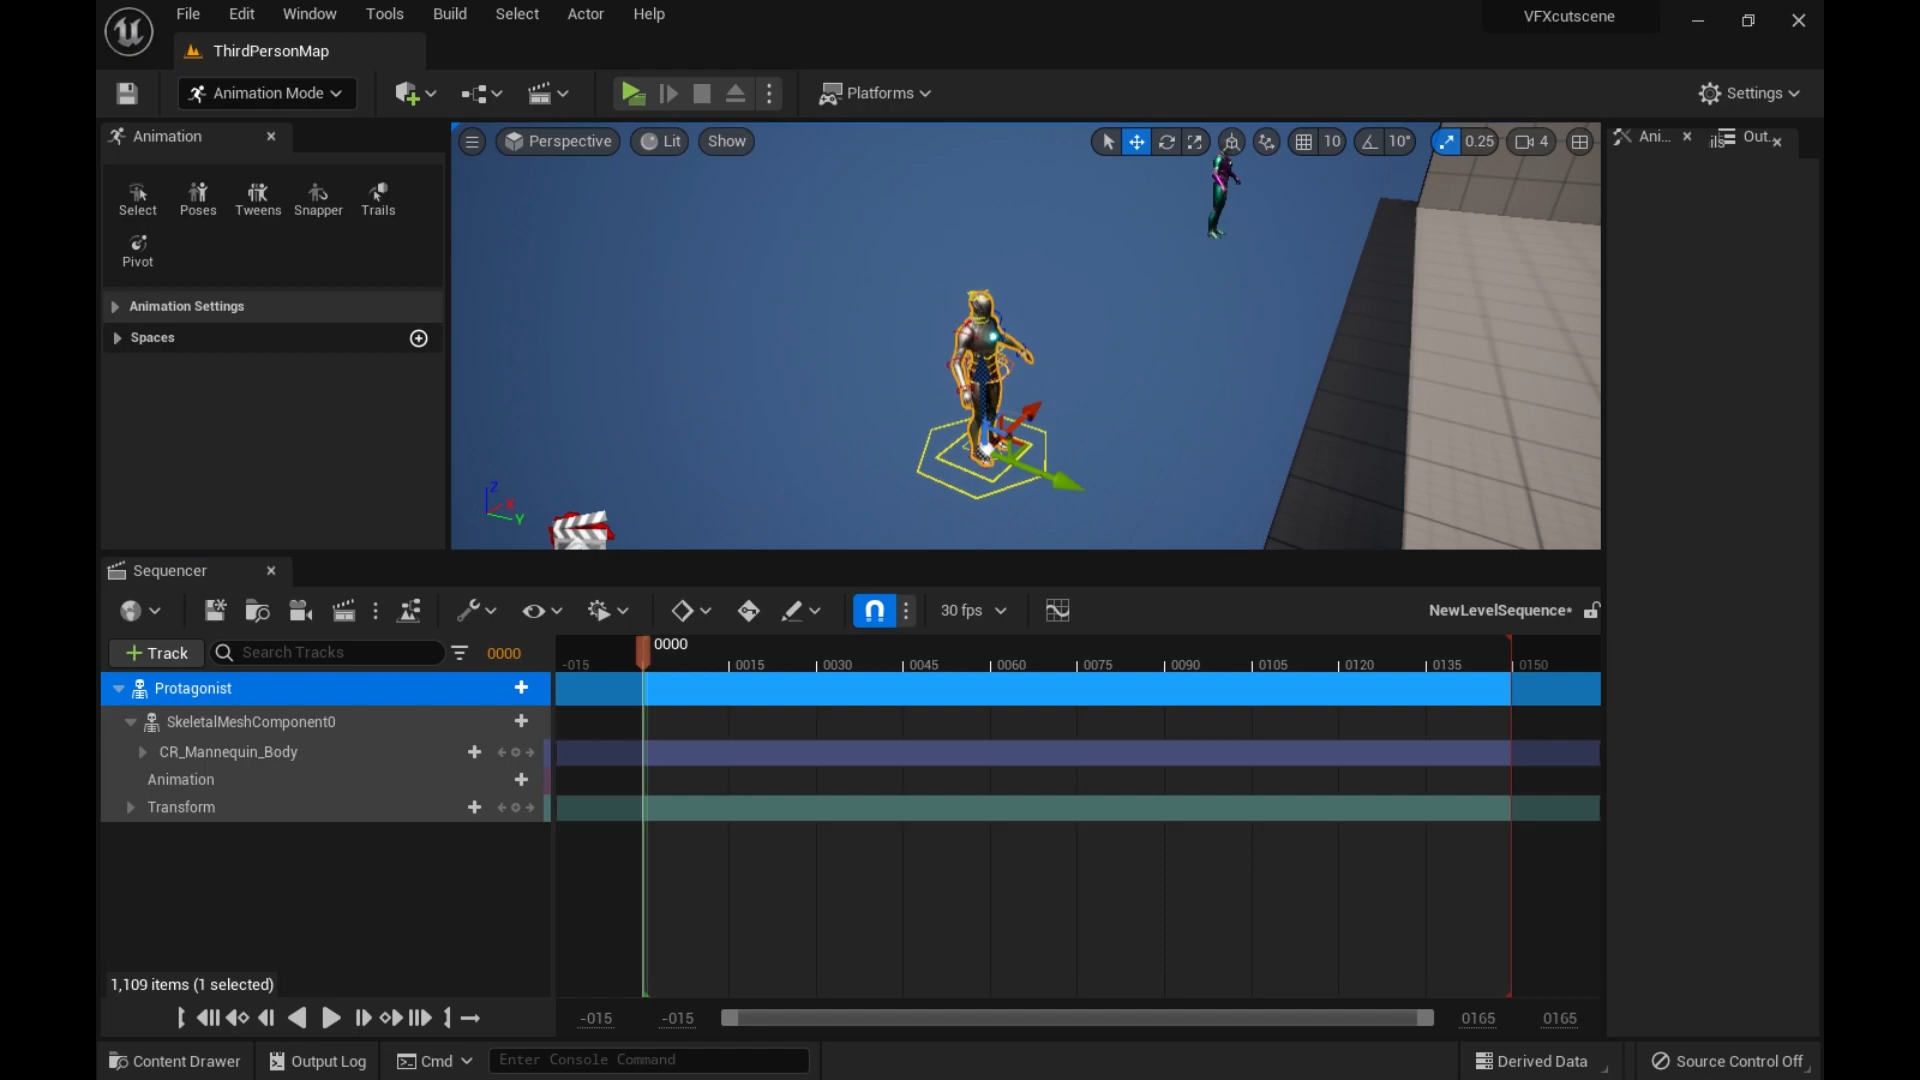 File Edit Window Tools Build Select Actor Help
VFXcutscene
ThirdPersonMap
Animation Mode
Platforms
Settings
Animation
Perspective Lit Show
10 10° 0.25 4
Ani... Out.
Select Poses Tweens Snapper Trails
Pivot
Animation Settings
Spaces
Z
X
Y
Sequencer
30 fps
NewLevelSequence*
Track Search Tracks 0000
0000
-015 0015 0030 0045 0060 0075 0090 0105 0120 0135 0150
Protagonist
SkeletalMeshComponent0
CR_Mannequin_Body
Animation
Transform
1,109 items (1 selected)
-015 -015 0165 0165
Content Drawer Output Log Cmd Enter Console Command Derived Data Source Control Off